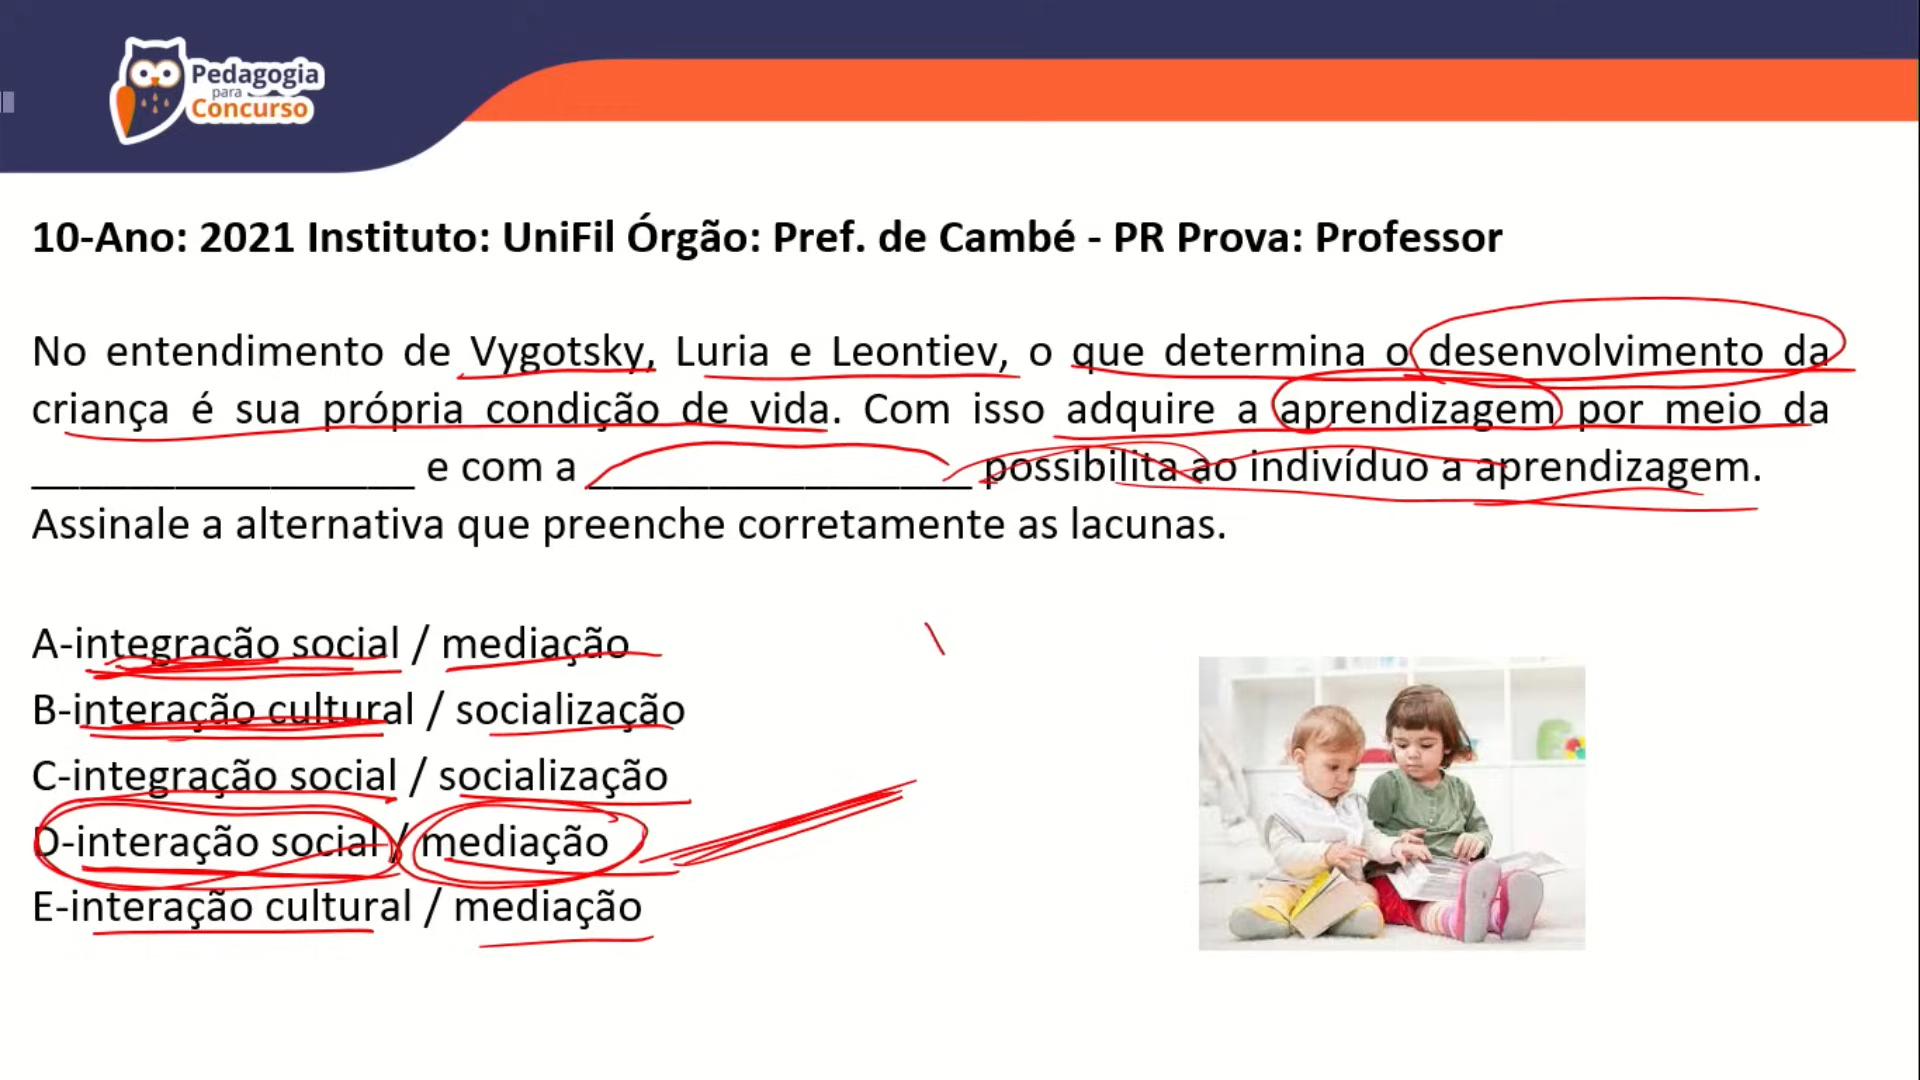 Pedagogia
para
Concurso
10-Ano: 2021 Instituto: UniFil Órgão: Pref. de Cambé - PR Prova: Professor
No entendimento de Vygotsky, Luria e Leontiev, o que determina o desenvolvimento da
criança é sua própria condição de vida. Com isso adquire a aprendizagem por meio da
________________ e com a ________________ possibilita ao indivíduo a aprendizagem.
Assinale a alternativa que preenche corretamente as lacunas.
A-integração social / mediação
B-interação cultural / socialização
C-integração social / socialização
D-interação social / mediação
E-interação cultural / mediação